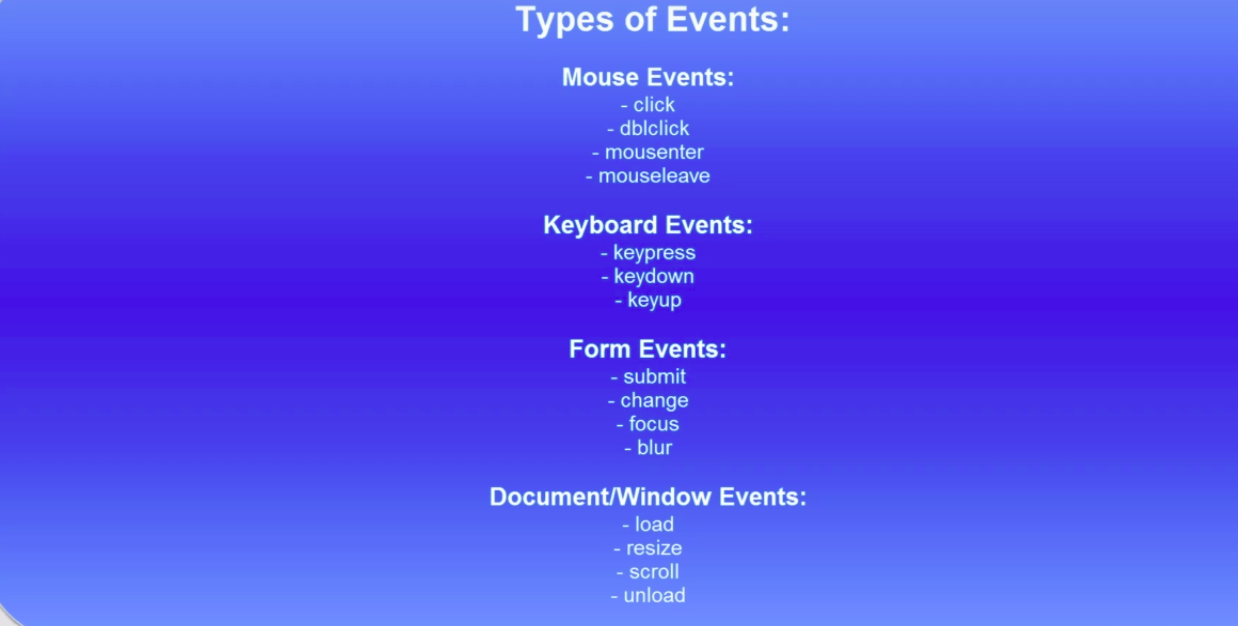 Types of Events:
Mouse Events:
- click
- dblclick
- mousenter
- mouseleave
Keyboard Events:
- keypress
- keydown
- keyup
Form Events:
- submit
- change
- focus
- blur
Document/Window Events:
- load
- resize
- scroll
- unload